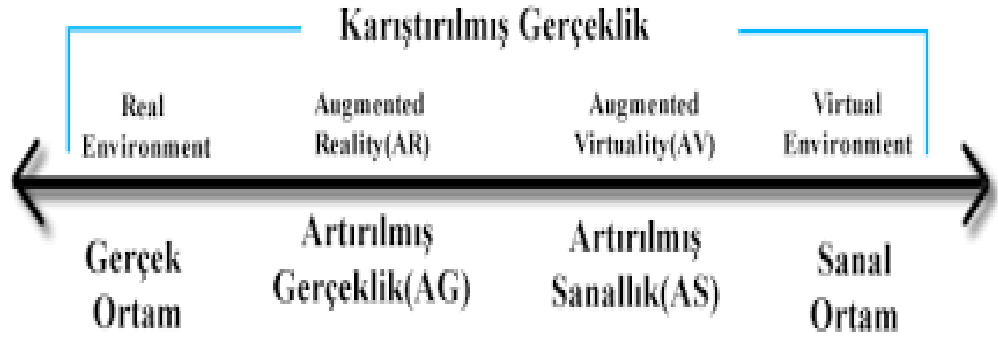 Karıştırılmış Gerçeklik
Real
Environment
Augmented
Reality(AR)
Augmented
Virtuality(AV)
Virtual
Environment
Gerçek
Ortam
Artırılmış
Gerçeklik(AG)
Artırılmış
Sanallık(AS)
Sanal
Ortam